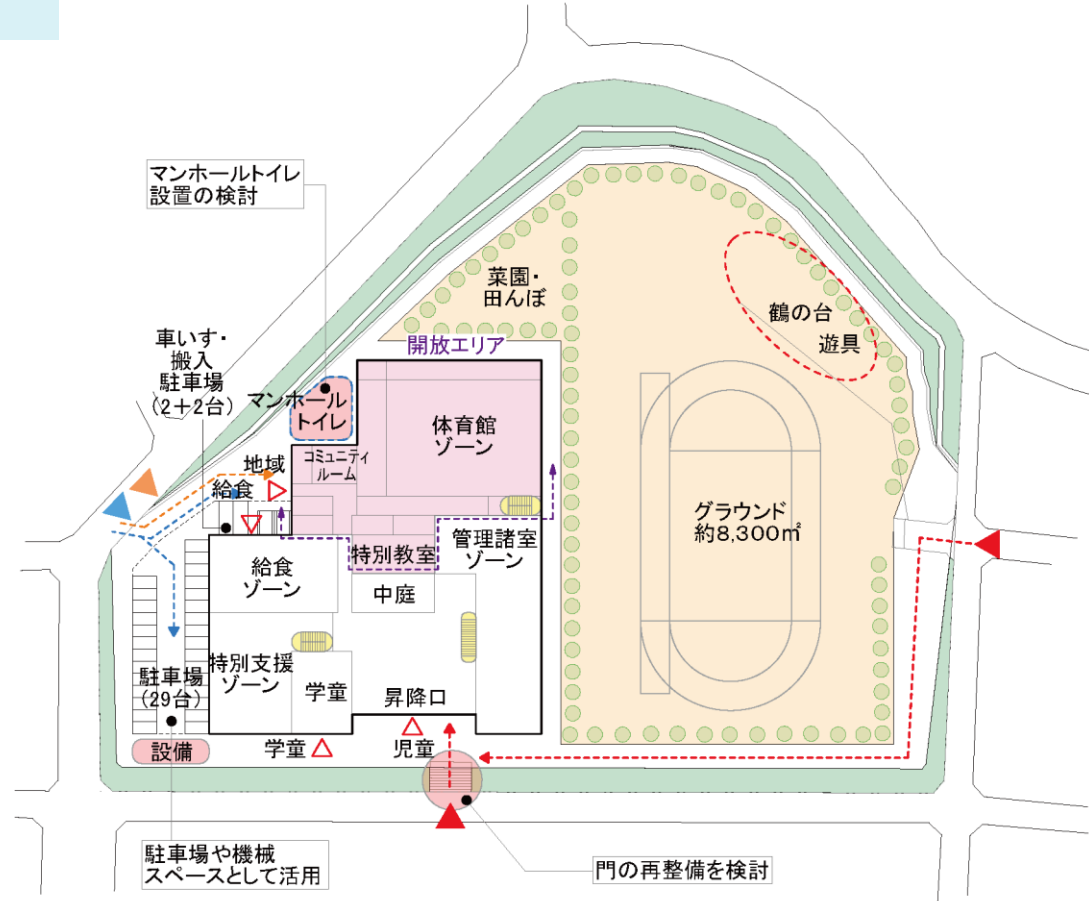 マンホールトイレ
設置の検討
菜園・
田んぼ
鶴の台
遊具
車いす・
搬入
駐車場
(2+2台)
開放エリア
マンホール
トイレ
体育館
ゾーン
コミュニティ
ルーム
地域
給食
グラウンド
約8,300㎡
特別教室
管理諸室
ゾーン
給食
ゾーン
中庭
特別支援
ゾーン
学童
昇降口
駐車場
(29台)
設備
学童
児童
駐車場や機械
スペースとして活用
門の再整備を検討